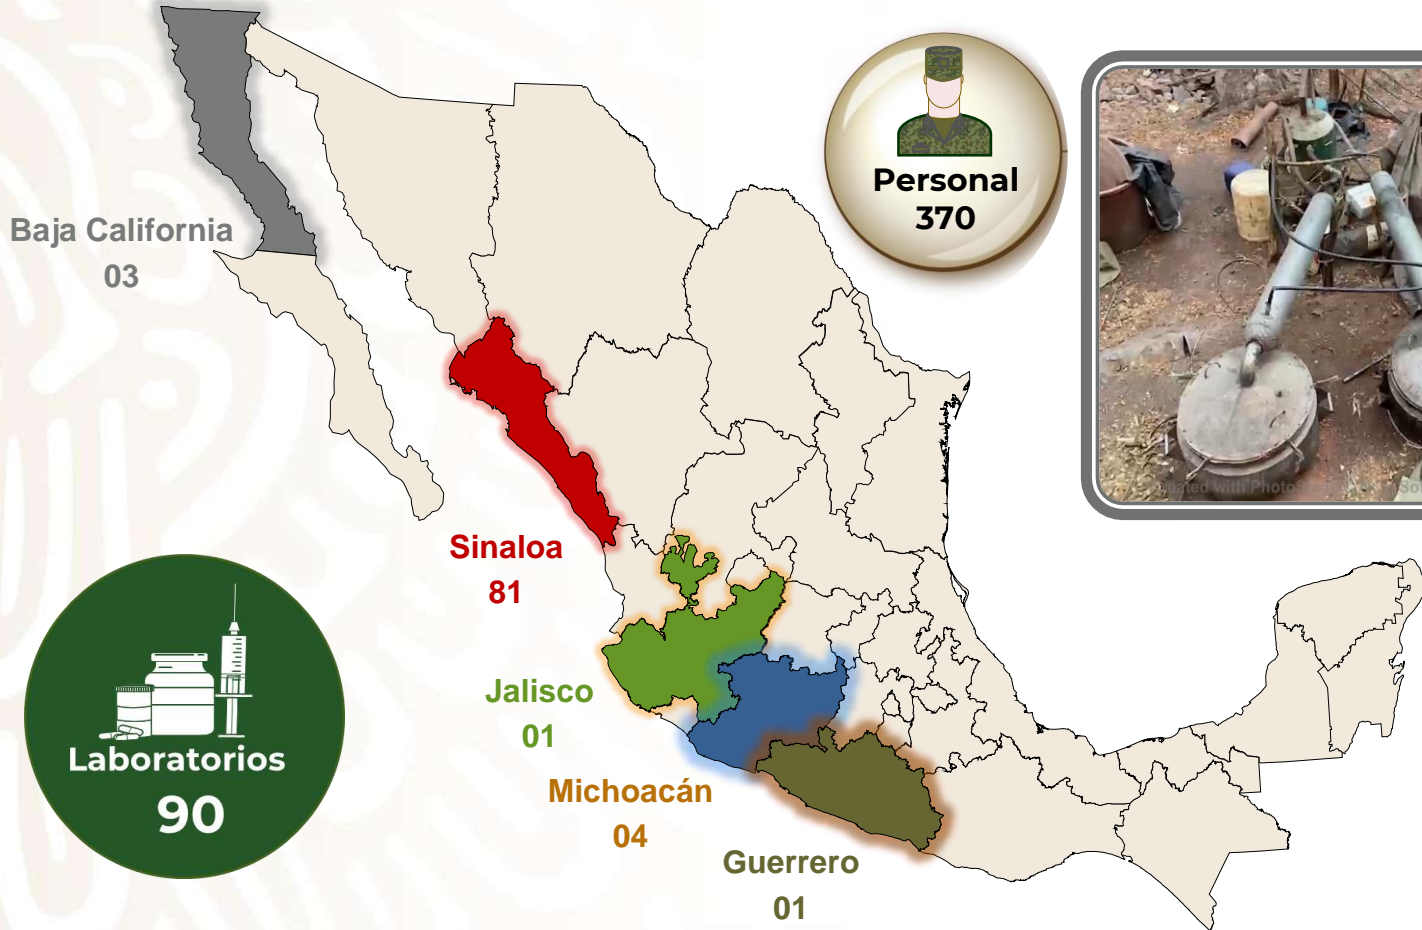 Personal
370
Baja California
03
Sinaloa
81
Jalisco
01
Michoacán
04
Guerrero
01
Laboratorios
90